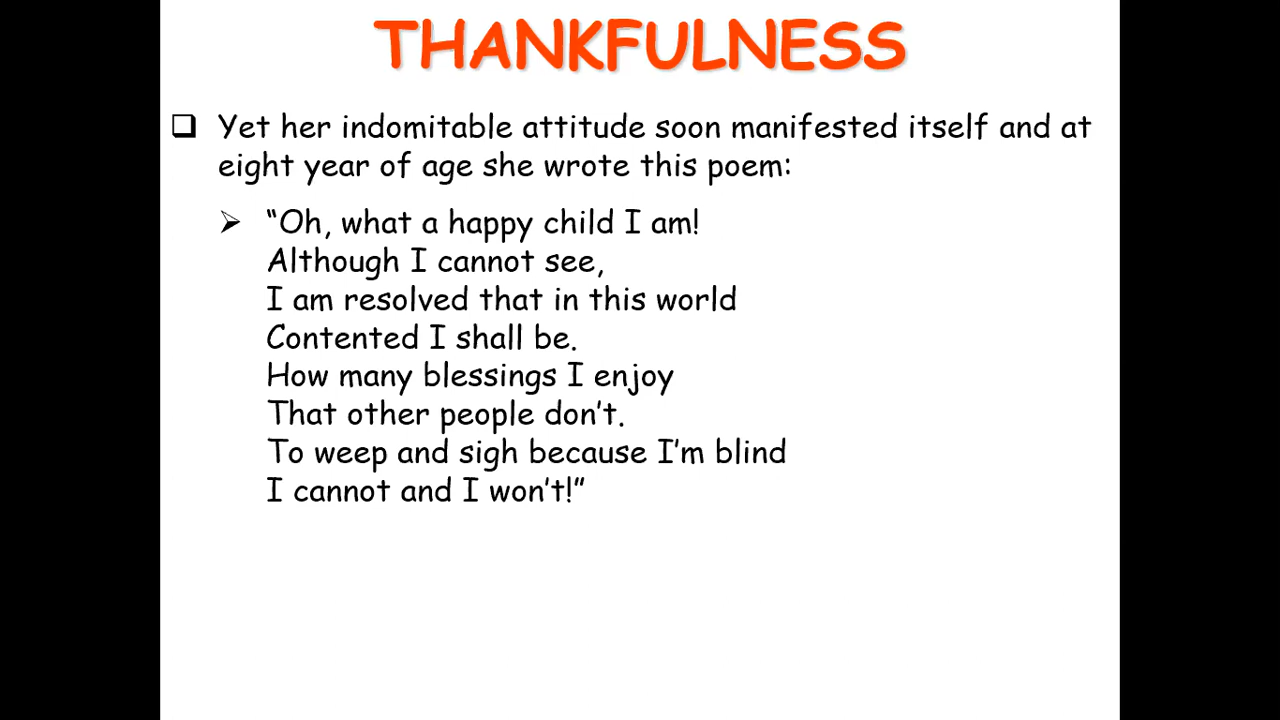 THANKFULNESS
Yet her indomitable attitude soon manifested itself and at
eight year of age she wrote this poem:
“Oh, what a happy child I am!
Although I cannot see,
I am resolved that in this world
Contented I shall be.
How many blessings I enjoy
That other people don’t.
To weep and sigh because I’m blind
I cannot and I won’t!”